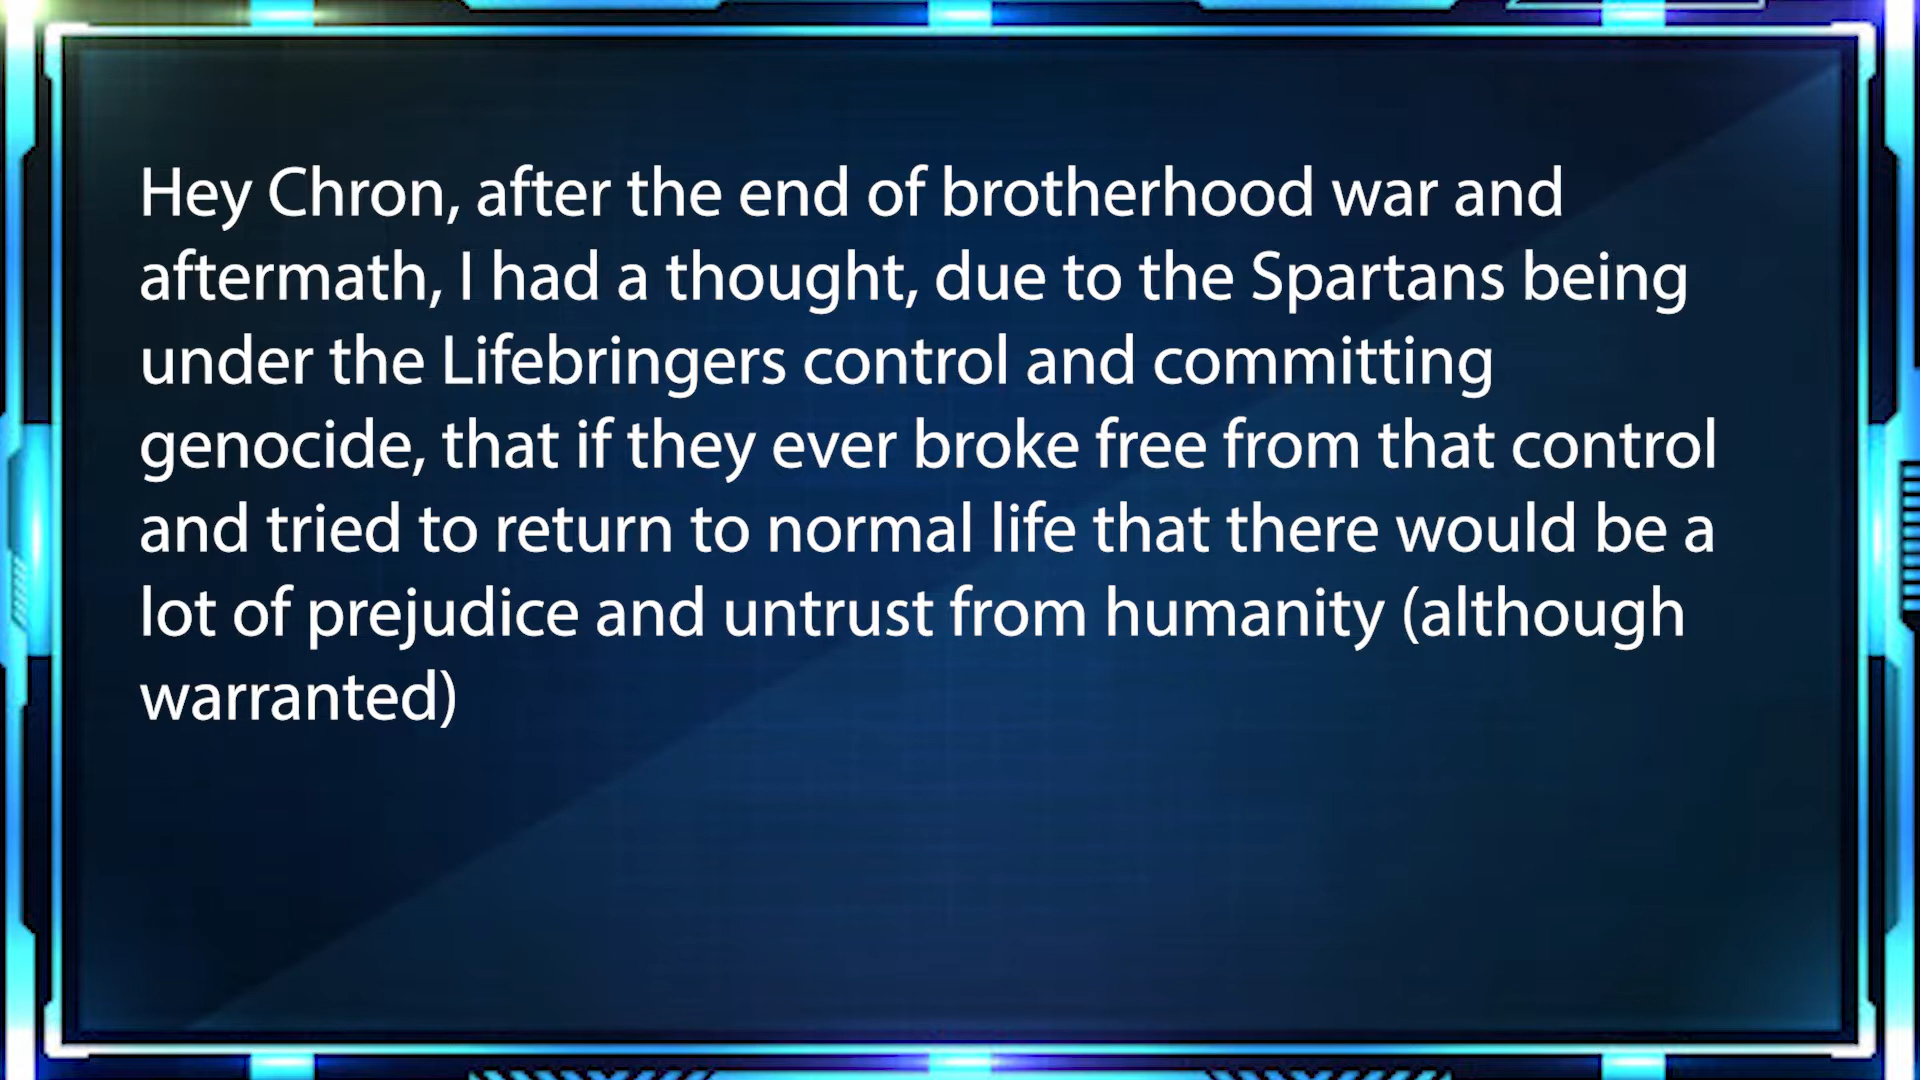 Hey Chron, after the end of brotherhood war and
aftermath, I had a thought, due to the Spartans being
under the Lifebringers control and committing
genocide, that if they ever broke free from that control
and tried to return to normal life that there would be a
lot of prejudice and untrust from humanity (although
warranted)